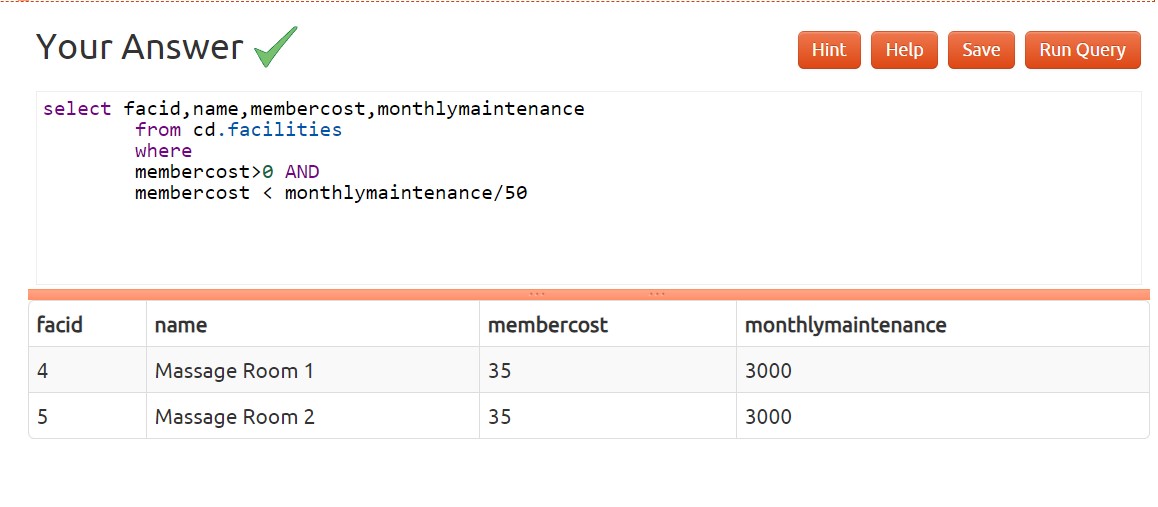 Your Answer
Hint Help Save Run Query
select facid,name,membercost,monthlymaintenance
from cd.facilities
where
membercost>0 AND
membercost < monthlymaintenance/50
facid name membercost monthlymaintenance
4 Massage Room 1 35 3000
5 Massage Room 2 35 3000